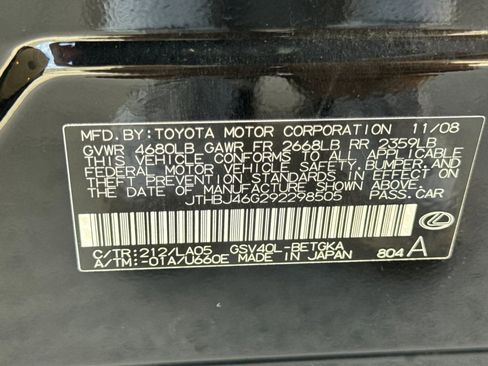 MFD.BY:TOYOTA MOTOR CORPORATION 11/08
GVWR 4680LB GAWR FR 2668LB RR 2359LB
THIS VEHICLE CONFORMS TO ALL APPLICABLE
FEDERAL MOTOR VEHICLE SAFETY, BUMPER, AND
THEFT PREVENTION STANDARDS IN EFFECT ON
THE DATE OF MANUFACTURE SHOWN ABOVE.
JTHBJ46G292298505 PASS.CAR
C/TR:212/LA05 GSV40L-BETGKA
A/TM:-01A/U660E MADE IN JAPAN 804 A